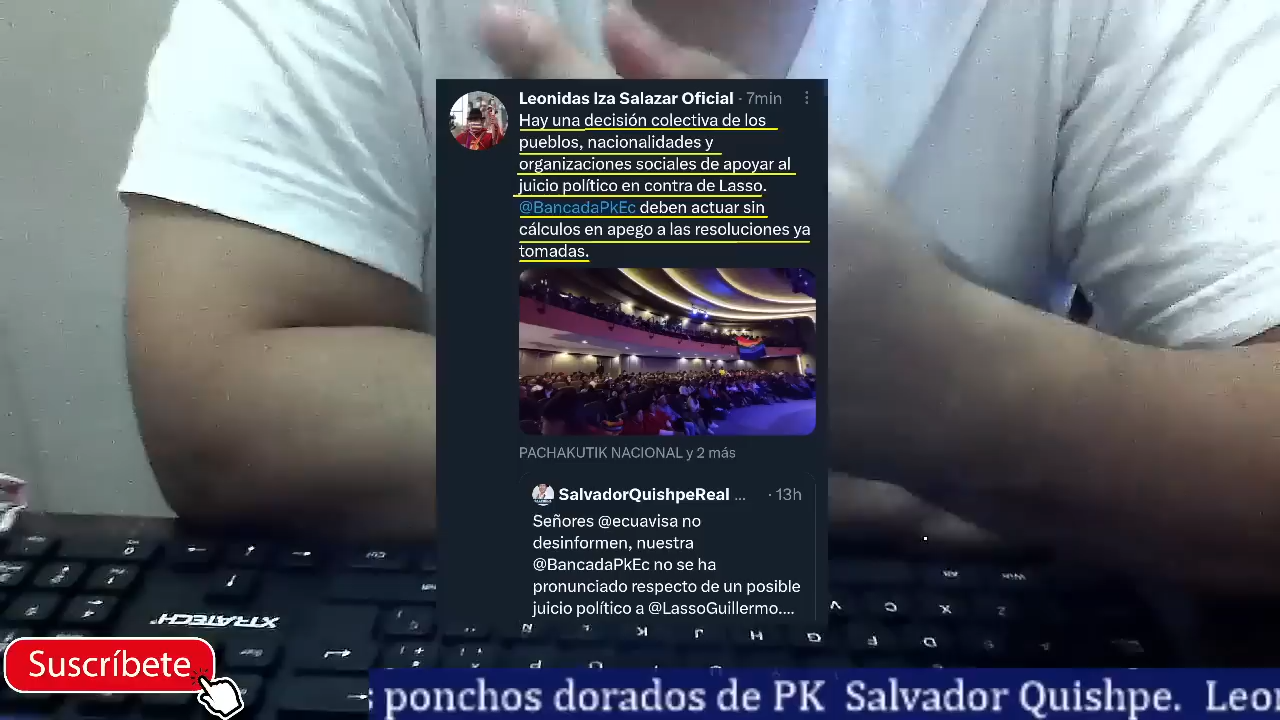 Leonidas Iza Salazar Oficial · 7min
Hay una decisión colectiva de los
pueblos, nacionalidades y
organizaciones sociales de apoyar al
juicio político en contra de Lasso.
@BancadaPkEc deben actuar sin
cálculos en apego a las resoluciones ya
tomadas.
PACHAKUTIK NACIONAL y 2 más
SalvadorQuishpeReal ... · 13h
Señores @ecuavisa no
desinformen, nuestra
@BancadaPkEc no se ha
pronunciado respecto de un posible
juicio político a @LassoGuillermo....
XTRATECH
V C X Z
K J H G F D
Suscríbete
ponchos dorados de PK Salvador Quishpe. Leon